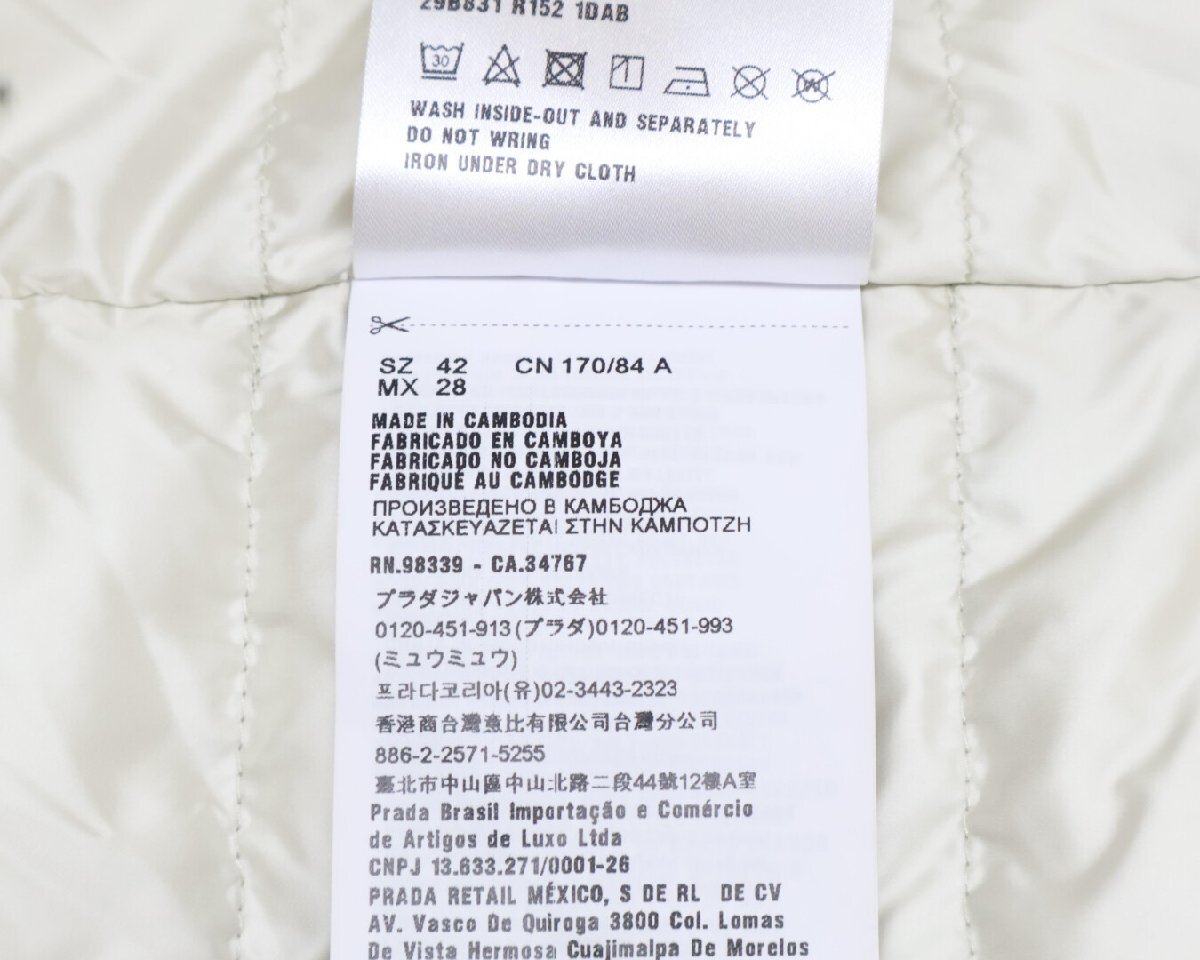 29B831 R152 1DAB
30
WASH INSIDE-OUT AND SEPARATELY
DO NOT WRING
IRON UNDER DRY CLOTH
SZ 42 CN 170/84 A
MX 28
MADE IN CAMBODIA
FABRICADO EN CAMBOYA
FABRICADO NO CAMBOJA
FABRIQUÉ AU CAMBODGE
ПРОИЗВЕДЕНО В КАМБОДЖА
ΚΑΤΑΣΚΕΥΑΖΕΤΑΙ ΣΤΗΝ ΚΑΜΠΟΤΖΗ
RN.98339 - CA.34767
プラダジャパン株式会社
0120-451-913(プラダ)0120-451-993
(ミュウミュウ)
프라다코리아(유)02-3443-2323
香港商台灣意比有限公司台灣分公司
886-2-2571-5255
臺北市中山區中山北路二段44號12樓A室
Prada Brasil Importação e Comércio
de Artigos de Luxo Ltda
CNPJ 13.633.271/0001-26
PRADA RETAIL MÉXICO, S DE RL DE CV
AV. Vasco De Quiroga 3800 Col. Lomas
De Vista Hermosa Cuajimalpa De Morelos